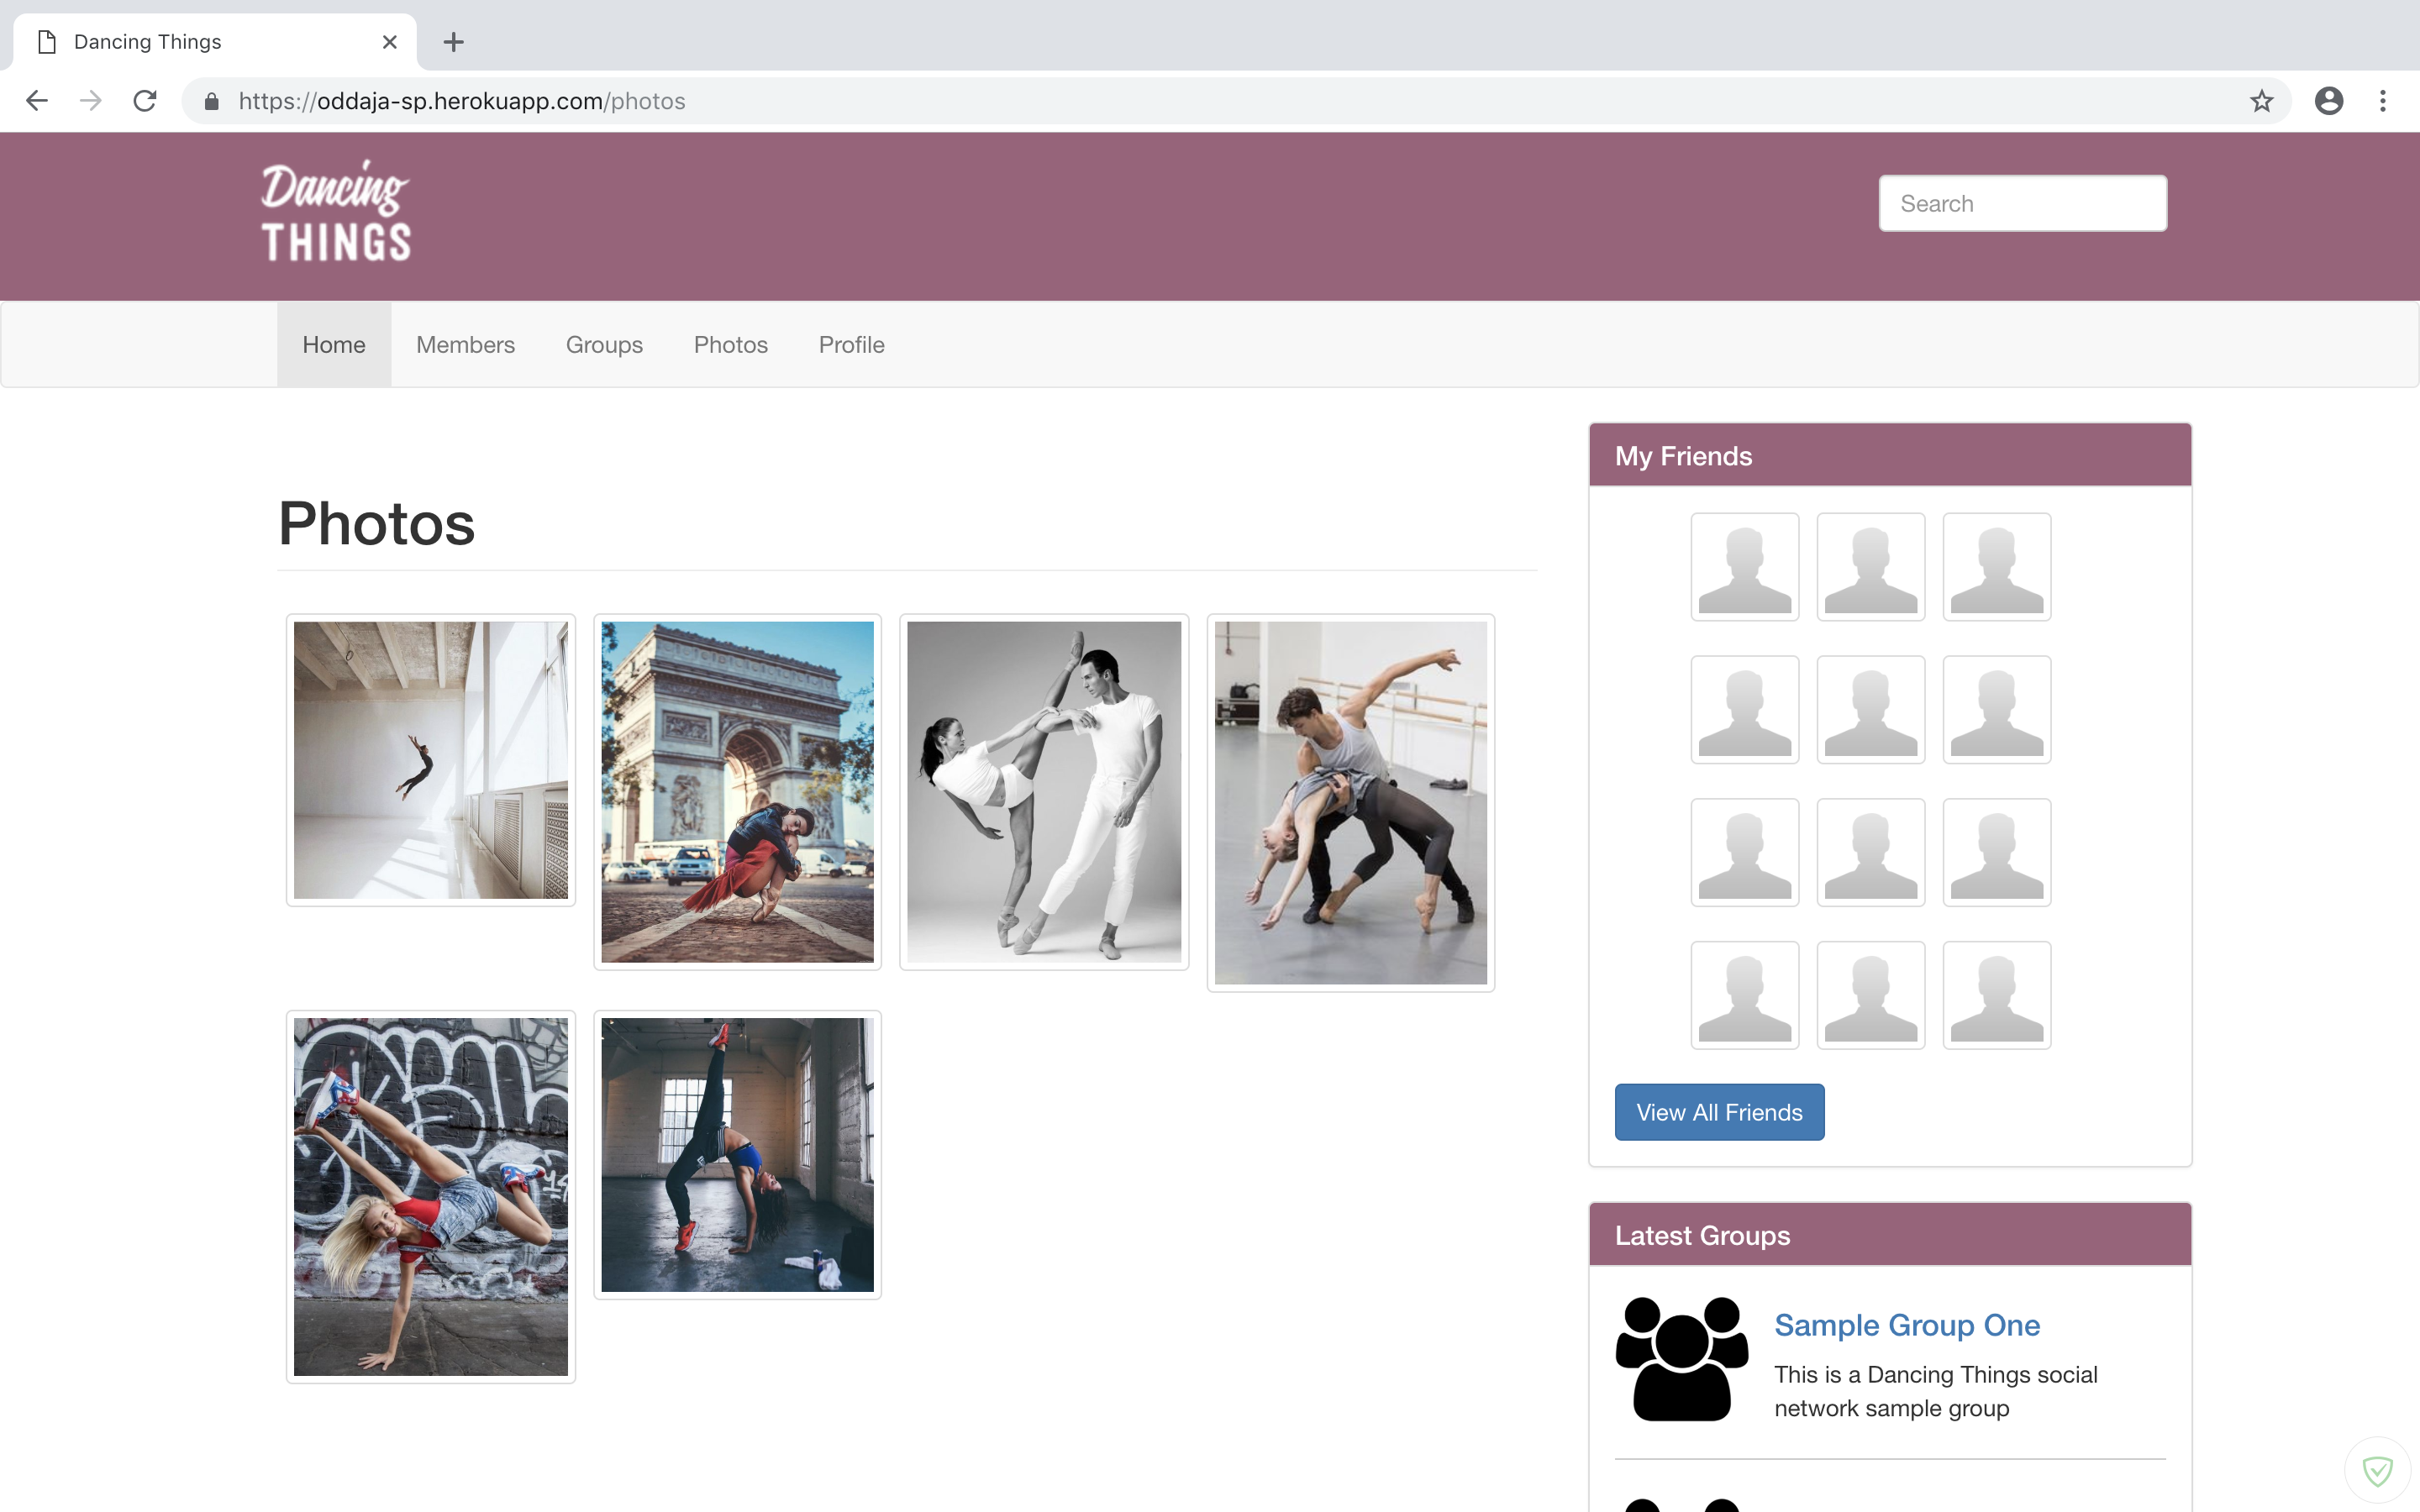 Dancing Things
https://oddaja-sp.herokuapp.com/photos
Dancing
THINGS
Search
Home Members Groups Photos Profile
Photos
My Friends
View All Friends
Latest Groups
Sample Group One
This is a Dancing Things social
network sample group